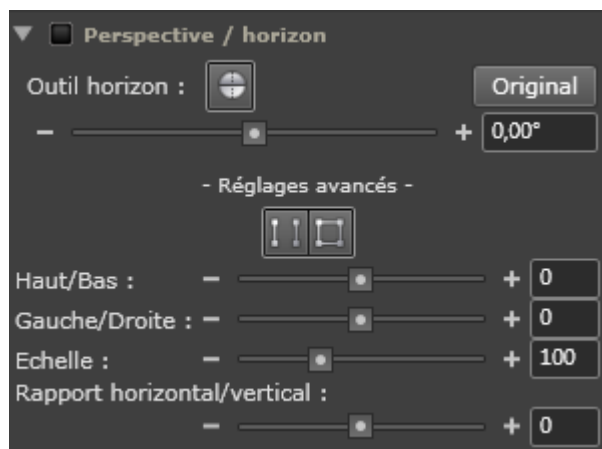 Perspective / horizon
Outil horizon : Original
− + 0,00°
- Réglages avancés -
Haut/Bas : − + 0
Gauche/Droite : − + 0
Echelle : − + 100
Rapport horizontal/vertical :
− + 0